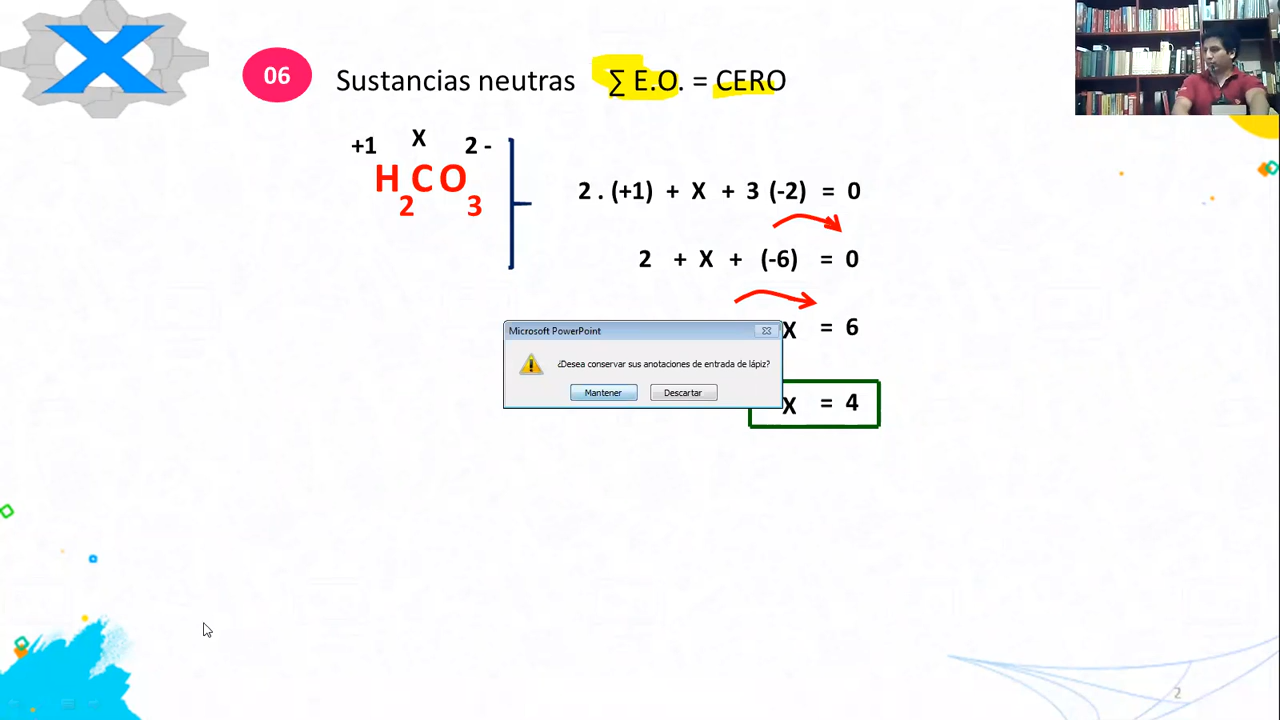 06 Sustancias neutras ∑ E.O. = CERO
+1 X 2 -
H2CO3
2 . (+1) + X + 3 (-2) = 0
2 + X + (-6) = 0
X = 6
X = 4
Microsoft PowerPoint
¿Desea conservar sus anotaciones de entrada de lápiz?
Mantener Descartar
2